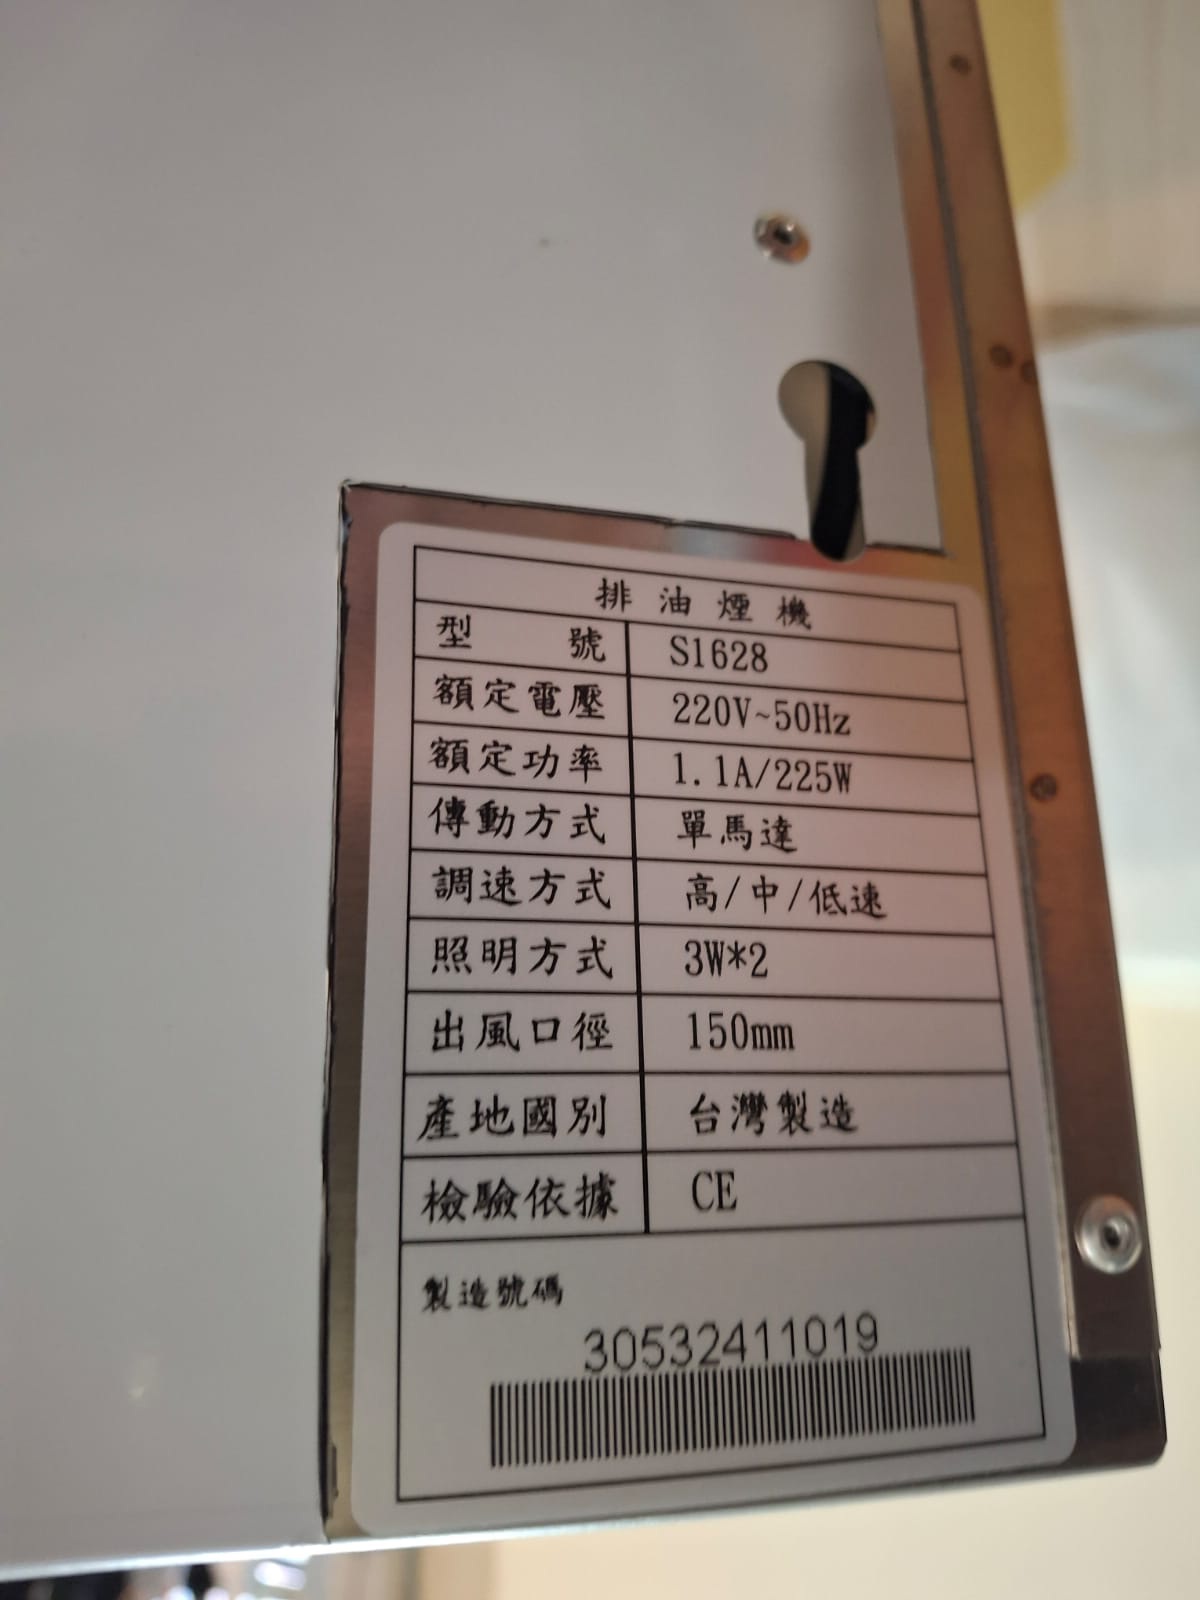 排油煙機
型號 S1628
額定電壓 220V~50Hz
額定功率 1.1A/225W
傳動方式 單馬達
調速方式 高/中/低速
照明方式 3W*2
出風口徑 150mm
產地國別 台灣製造
檢驗依據 CE
製造號碼
30532411019